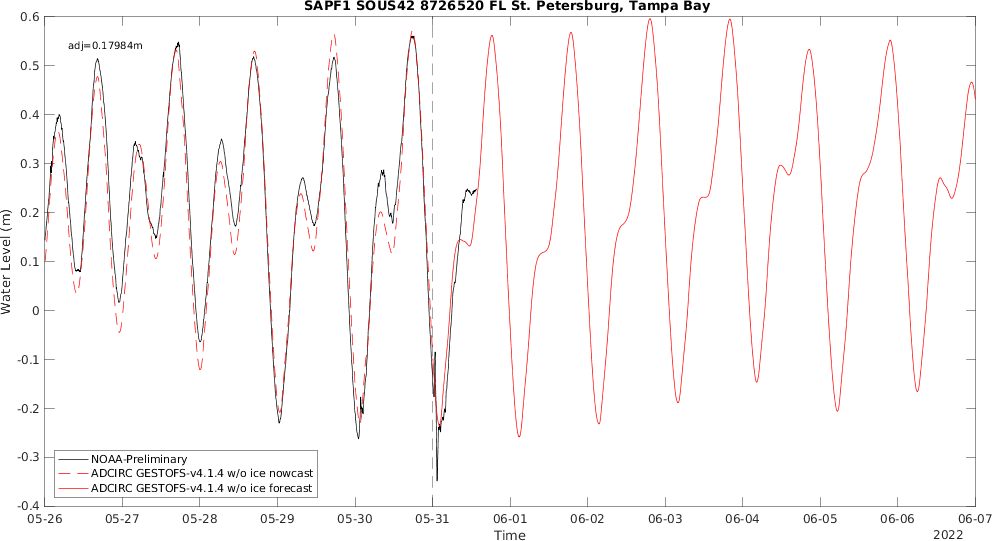 SAPF1 SOUS42 8726520 FL St. Petersburg, Tampa Bay
adj=0.17984m
0.6
0.5
0.4
0.3
0.2
0.1
0
-0.1
-0.2
-0.3
-0.4
Water Level (m)
NOAA-Preliminary
ADCIRC GESTOFS-v4.1.4 w/o ice nowcast
ADCIRC GESTOFS-v4.1.4 w/o ice forecast
05-26 05-27 05-28 05-29 05-30 05-31 06-01 06-02 06-03 06-04 06-05 06-06 06-07
Time
2022